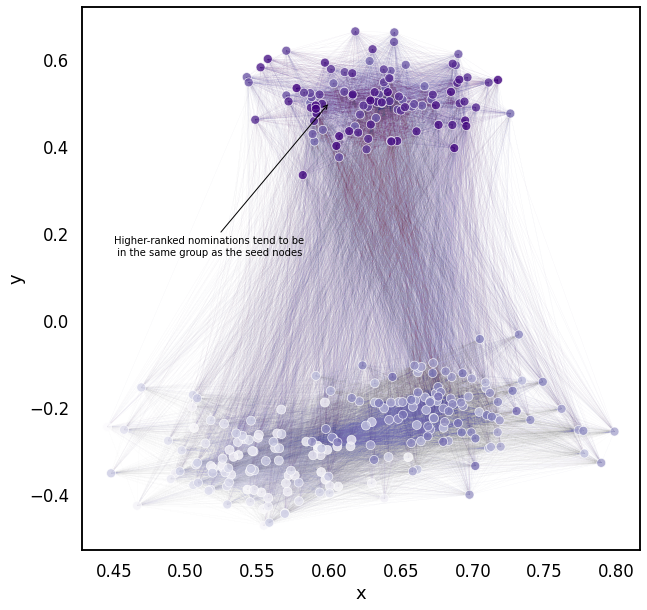 0.6
0.4
0.2
0.0
−0.2
−0.4
y
Higher-ranked nominations tend to be
in the same group as the seed nodes
0.45 0.50 0.55 0.60 0.65 0.70 0.75 0.80
x